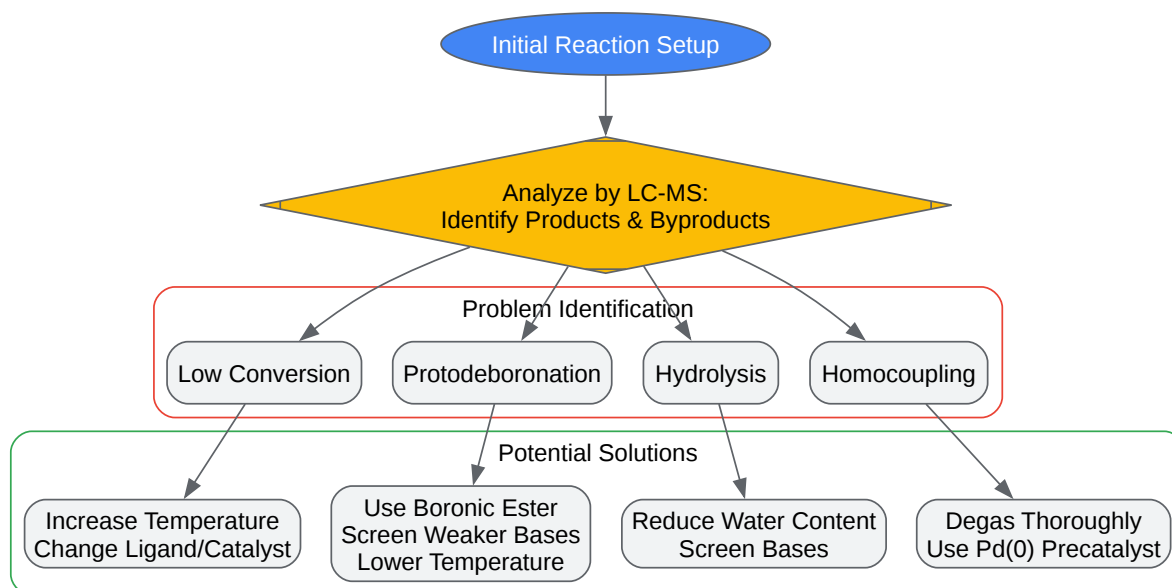 Initial Reaction Setup
Analyze by LC-MS:
Identify Products & Byproducts
Problem Identification
Low Conversion
Protodeboronation
Hydrolysis
Homocoupling
Potential Solutions
Increase Temperature
Change Ligand/Catalyst
Use Boronic Ester
Screen Weaker Bases
Lower Temperature
Reduce Water Content
Screen Bases
Degas Thoroughly
Use Pd(0) Precatalyst